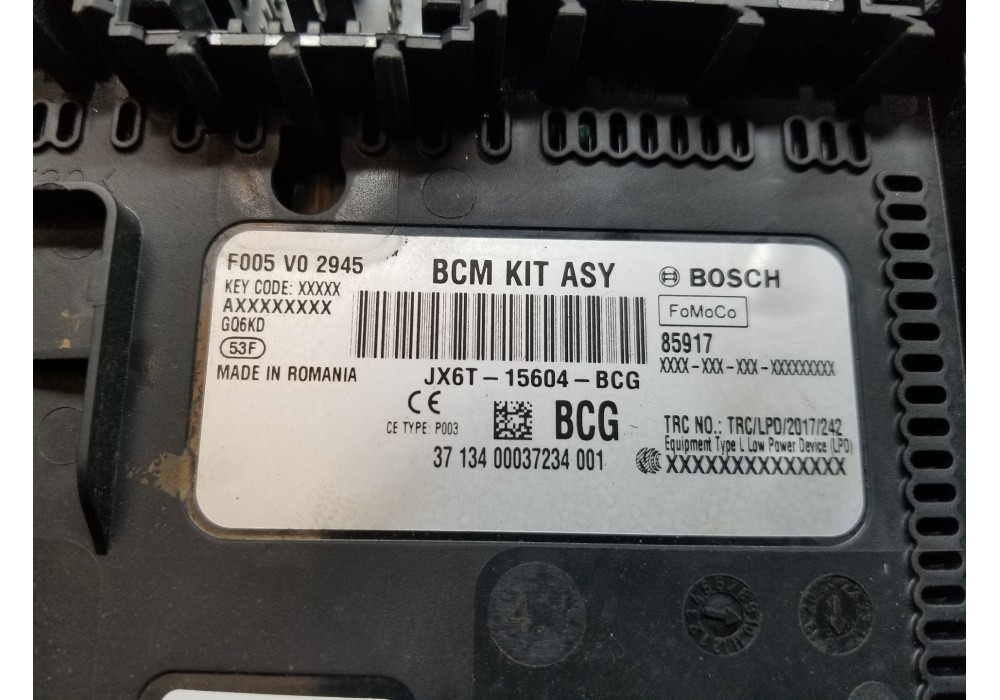 F005 V0 2945
KEY CODE: XXXXX
AXXXXXXXX
GQ6KD
53F
MADE IN ROMANIA
BCM KIT ASY
JX6T-15604-BCG
CE
CE TYPE: P003
BCG
37 134 00037234 001
BOSCH
FoMoCo
85917
XXXX-XXX-XXX-XXXXXXXXX
TRC NO.: TRC/LPD/2017/242
Equipment Type L Low Power Device (LPD)
XXXXXXXXXXXXXXX